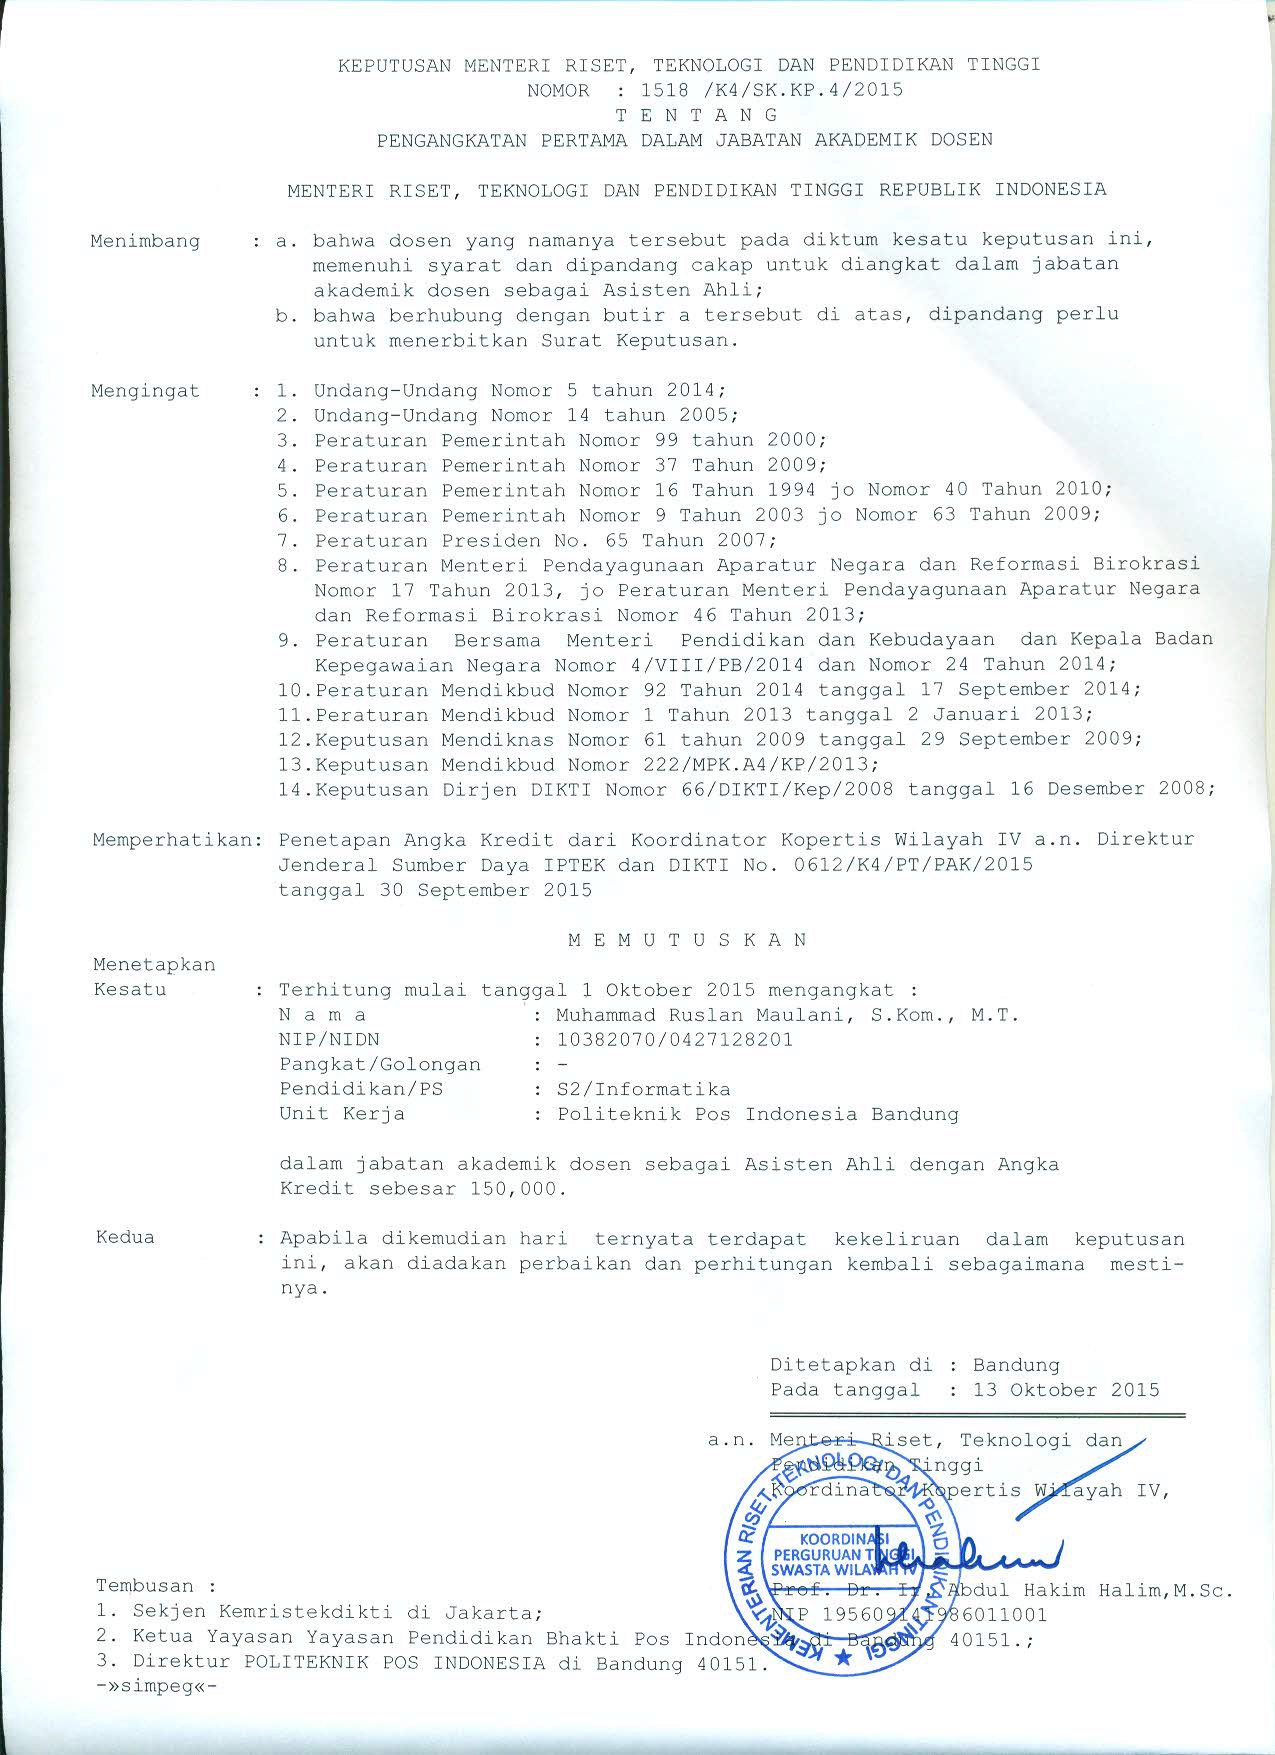 KEPUTUSAN MENTERI RISET, TEKNOLOGI DAN PENDIDIKAN TINGGI
NOMOR : 1518 /K4/SK.KP.4/2015
T E N T A N G
PENGANGKATAN PERTAMA DALAM JABATAN AKADEMIK DOSEN
MENTERI RISET, TEKNOLOGI DAN PENDIDIKAN TINGGI REPUBLIK INDONESIA
Menimbang : a. bahwa dosen yang namanya tersebut pada diktum kesatu keputusan ini,
memenuhi syarat dan dipandang cakap untuk diangkat dalam jabatan
akademik dosen sebagai Asisten Ahli;
b. bahwa berhubung dengan butir a tersebut di atas, dipandang perlu
untuk menerbitkan Surat Keputusan.
Mengingat : 1. Undang-Undang Nomor 5 tahun 2014;
2. Undang-Undang Nomor 14 tahun 2005;
3. Peraturan Pemerintah Nomor 99 tahun 2000;
4. Peraturan Pemerintah Nomor 37 Tahun 2009;
5. Peraturan Pemerintah Nomor 16 Tahun 1994 jo Nomor 40 Tahun 2010;
6. Peraturan Pemerintah Nomor 9 Tahun 2003 jo Nomor 63 Tahun 2009;
7. Peraturan Presiden No. 65 Tahun 2007;
8. Peraturan Menteri Pendayagunaan Aparatur Negara dan Reformasi Birokrasi
Nomor 17 Tahun 2013, jo Peraturan Menteri Pendayagunaan Aparatur Negara
dan Reformasi Birokrasi Nomor 46 Tahun 2013;
9. Peraturan Bersama Menteri Pendidikan dan Kebudayaan dan Kepala Badan
Kepegawaian Negara Nomor 4/VIII/PB/2014 dan Nomor 24 Tahun 2014;
10.Peraturan Mendikbud Nomor 92 Tahun 2014 tanggal 17 September 2014;
11.Peraturan Mendikbud Nomor 1 Tahun 2013 tanggal 2 Januari 2013;
12.Keputusan Mendiknas Nomor 61 tahun 2009 tanggal 29 September 2009;
13.Keputusan Mendikbud Nomor 222/MPK.A4/KP/2013;
14.Keputusan Dirjen DIKTI Nomor 66/DIKTI/Kep/2008 tanggal 16 Desember 2008;
Memperhatikan: Penetapan Angka Kredit dari Koordinator Kopertis Wilayah IV a.n. Direktur
Jenderal Sumber Daya IPTEK dan DIKTI No. 0612/K4/PT/PAK/2015
tanggal 30 September 2015
M E M U T U S K A N
Menetapkan
Kesatu : Terhitung mulai tanggal 1 Oktober 2015 mengangkat :
N a m a : Muhammad Ruslan Maulani, S.Kom., M.T.
NIP/NIDN : 10382070/0427128201
Pangkat/Golongan : -
Pendidikan/PS : S2/Informatika
Unit Kerja : Politeknik Pos Indonesia Bandung
dalam jabatan akademik dosen sebagai Asisten Ahli dengan Angka
Kredit sebesar 150,000.
Kedua : Apabila dikemudian hari ternyata terdapat kekeliruan dalam keputusan
ini, akan diadakan perbaikan dan perhitungan kembali sebagaimana mesti-
nya.
Ditetapkan di : Bandung
Pada tanggal : 13 Oktober 2015
a.n. Menteri Riset, Teknologi dan
Pendidikan Tinggi
Koordinator Kopertis Wilayah IV,
KEMENTERIAN RISET, TEKNOLOGI DAN PENDIDIKAN TINGGI
KOORDINASI
PERGURUAN TINGGI
SWASTA WILAYAH IV
Prof. Dr. Ir. Abdul Hakim Halim,M.Sc.
NIP 195609141986011001
Tembusan :
1. Sekjen Kemristekdikti di Jakarta;
2. Ketua Yayasan Yayasan Pendidikan Bhakti Pos Indonesia di Bandung 40151.;
3. Direktur POLITEKNIK POS INDONESIA di Bandung 40151.
-»simpeg«-